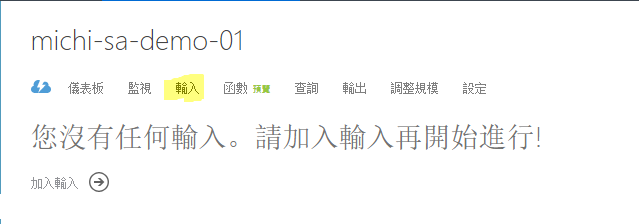 michi-sa-demo-01
儀表板 監視 輸入 函數 預覽 查詢 輸出 調整規模 設定
您沒有任何輸入。請加入輸入再開始進行!
加入輸入